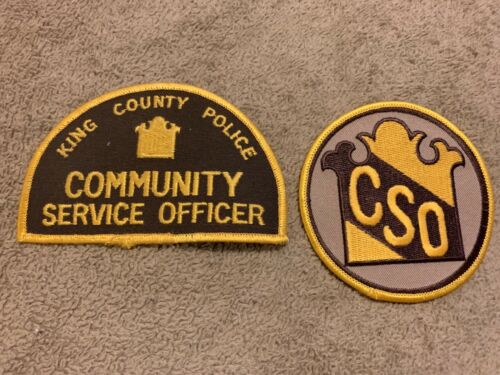 KING COUNTY POLICE
COMMUNITY
SERVICE OFFICER
CSO